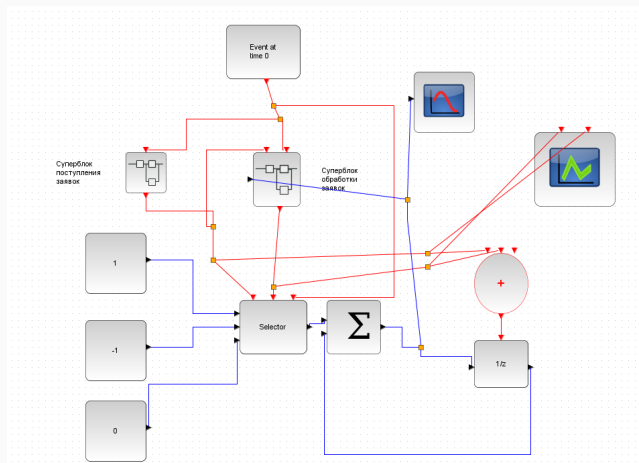 Event at
time 0
Суперблок
поступления
заявок
Суперблок
обработки
заявок
1
+
-1
Selector
Σ
1/z
0